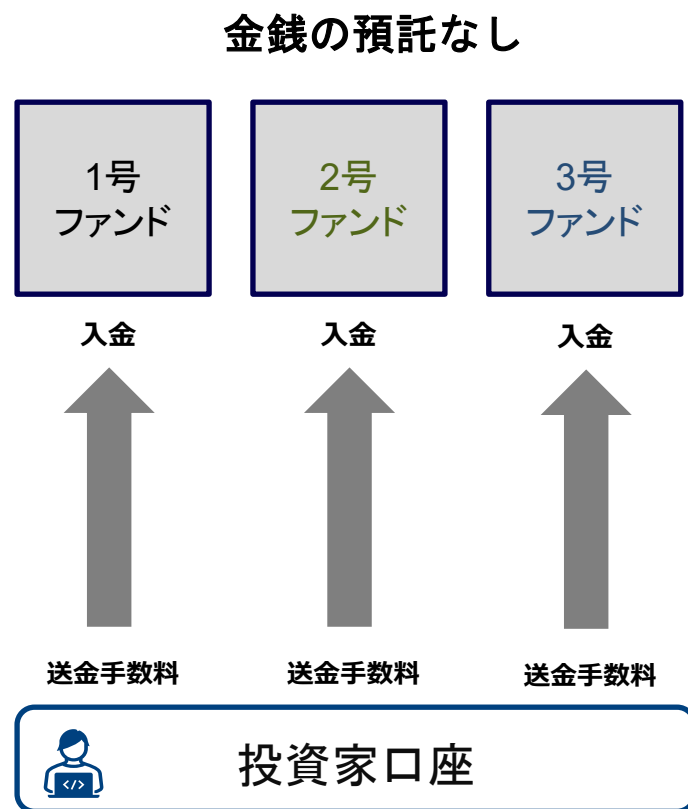 金銭の預託なし
1号
ファンド
2号
ファンド
3号
ファンド
入金
入金
入金
送金手数料
送金手数料
送金手数料
</>
投資家口座